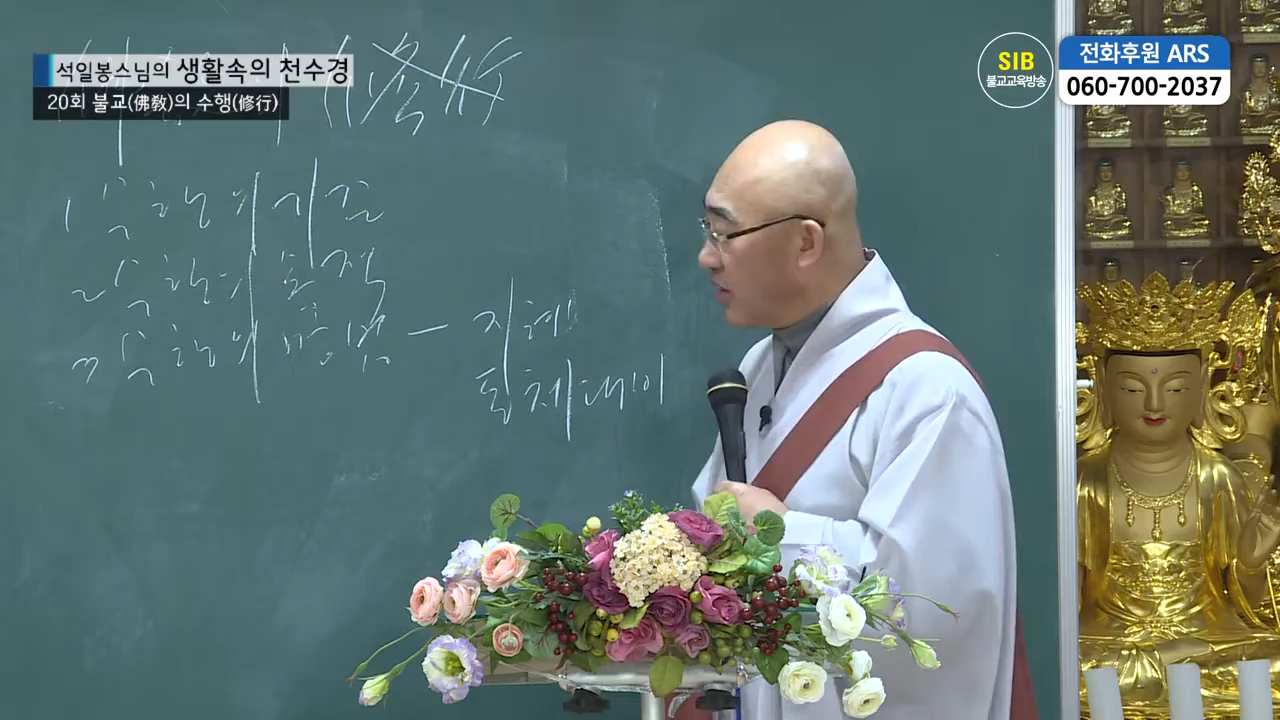 석일봉스님의 생활속의 천수경
20회 불교(佛敎)의 수행(修行)
SIB
불교교육방송
전화후원 ARS
060-700-2037
1 수행의 기준
2 수행의 목적
3 수행의 방법 - 지혜